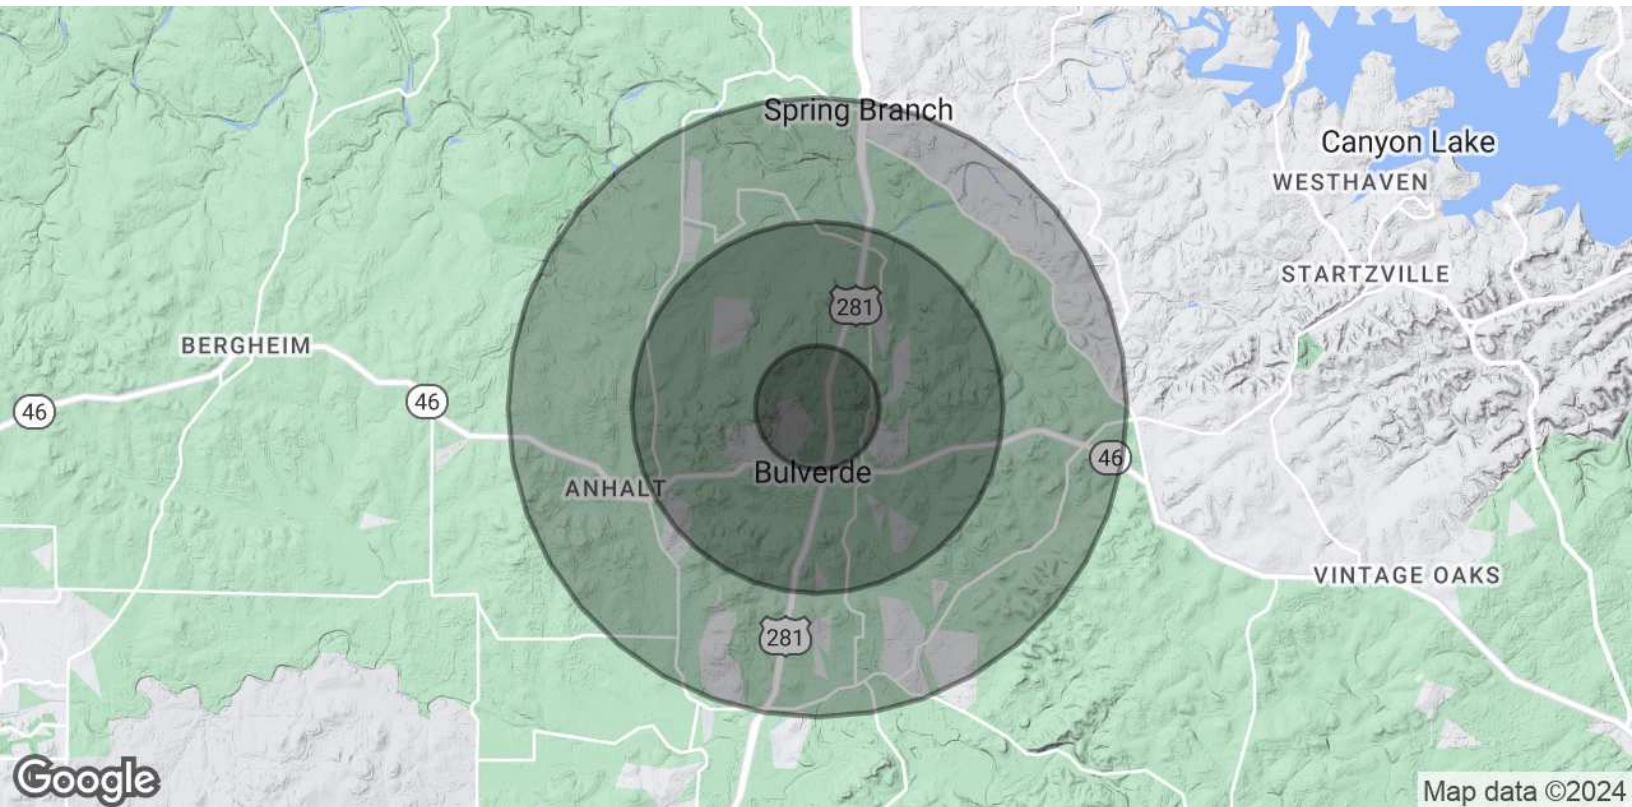 Spring Branch
Canyon Lake
WESTHAVEN
STARTZVILLE
281
BERGHEIM
46
46
46
Bulverde
ANHALT
VINTAGE OAKS
281
Google
Map data ©2024